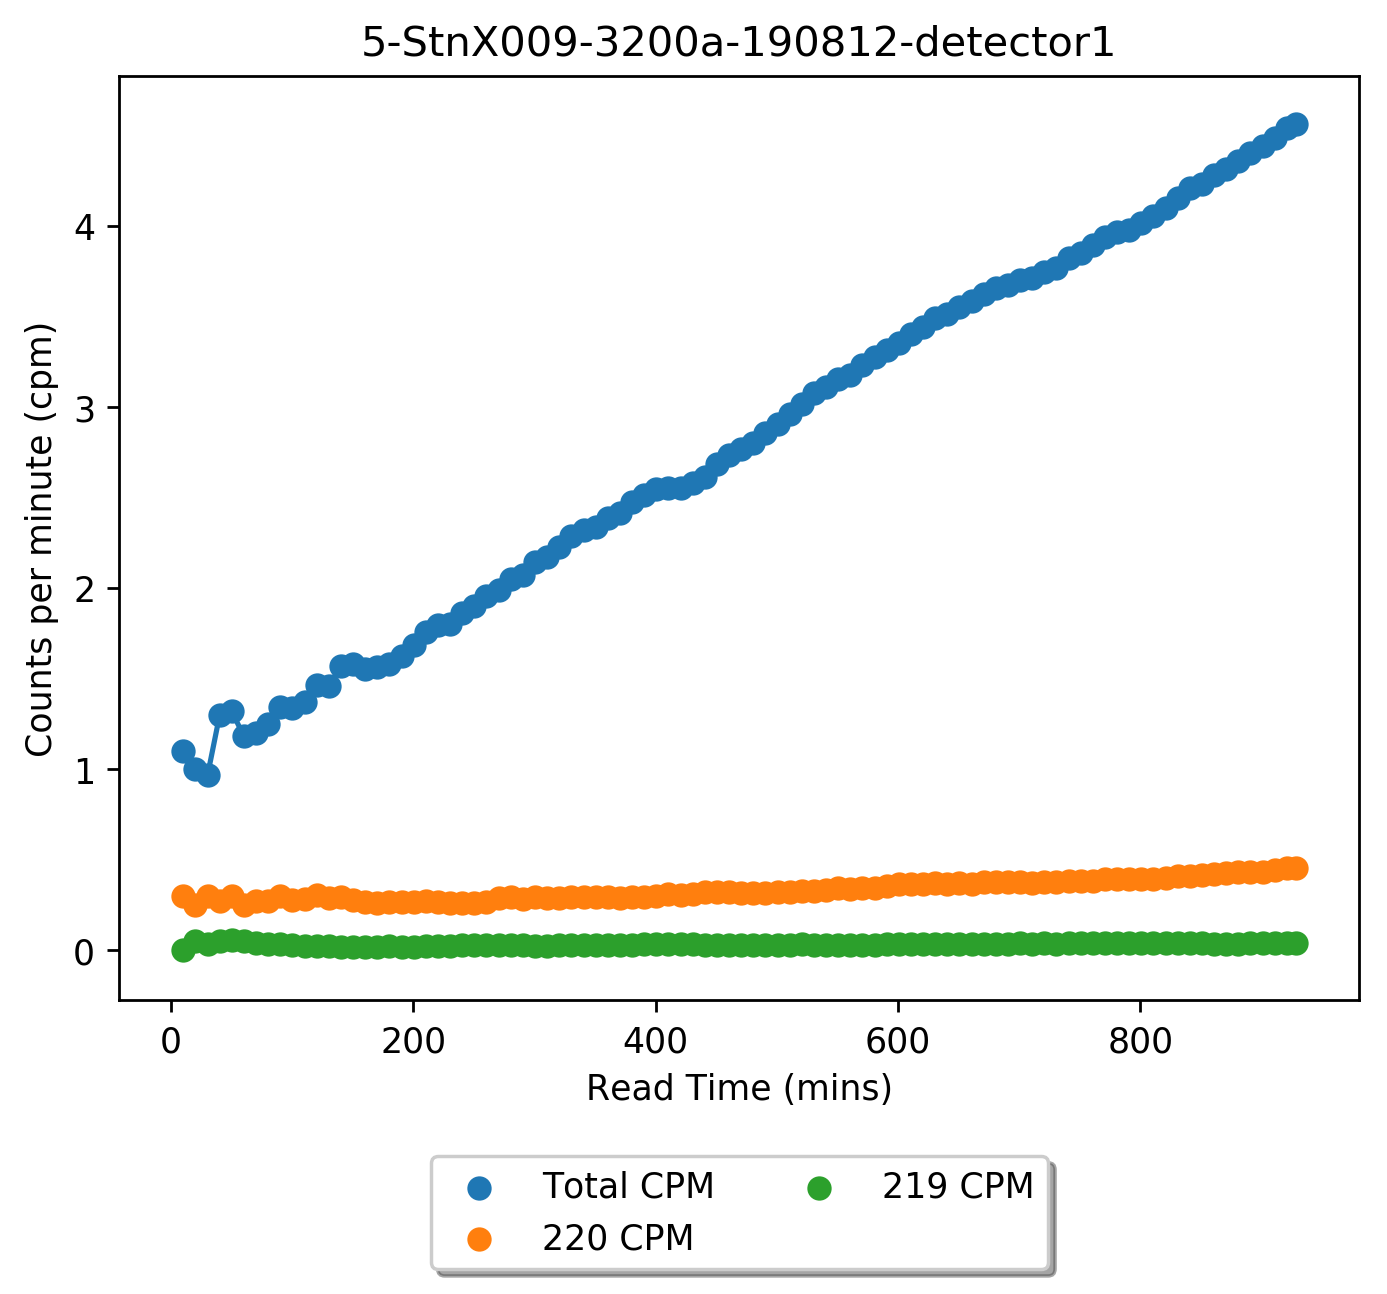 5-StnX009-3200a-190812-detector1
Counts per minute (cpm)
4
3
2
1
0
0 200 400 600 800
Read Time (mins)
Total CPM 219 CPM
220 CPM